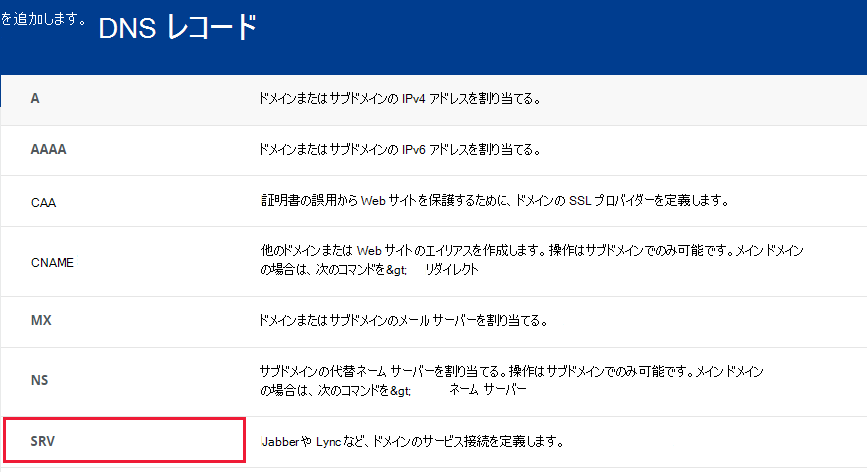 を追加します。 DNS レコード
A ドメインまたはサブドメインの IPv4 アドレスを割り当てる。
AAAA ドメインまたはサブドメインの IPv6 アドレスを割り当てる。
CAA 証明書の誤用から Web サイトを保護するために、ドメインの SSL プロバイダーを定義します。
CNAME 他のドメインまたは Web サイトのエイリアスを作成します。操作はサブドメインでのみ可能です。メインドメイン
の場合は、次のコマンドを&gt; リダイレクト
MX ドメインまたはサブドメインのメール サーバーを割り当てる。
NS サブドメインの代替ネーム サーバーを割り当てる。操作はサブドメインでのみ可能です。メインドメイン
の場合は、次のコマンドを&gt; ネーム サーバー
SRV Jabber や Lync など、ドメインのサービス接続を定義します。